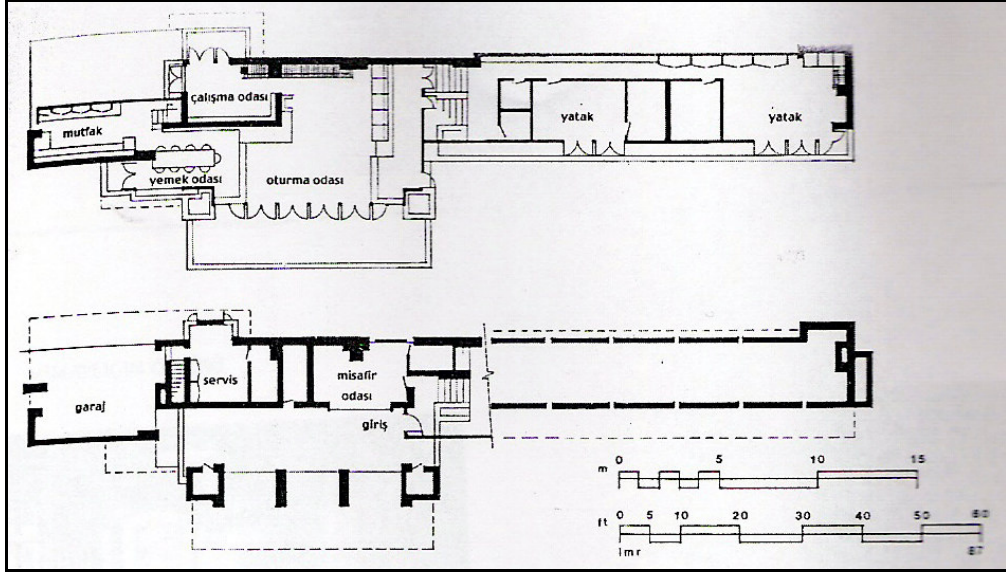 çalışma odası
mutfak
yatak
yatak
yemek odası
oturma odası
servis
misafir
odası
garaj
giriş
m
0 5 10 15
ft
0 5 10 20 30 40 50 60
lmr 87